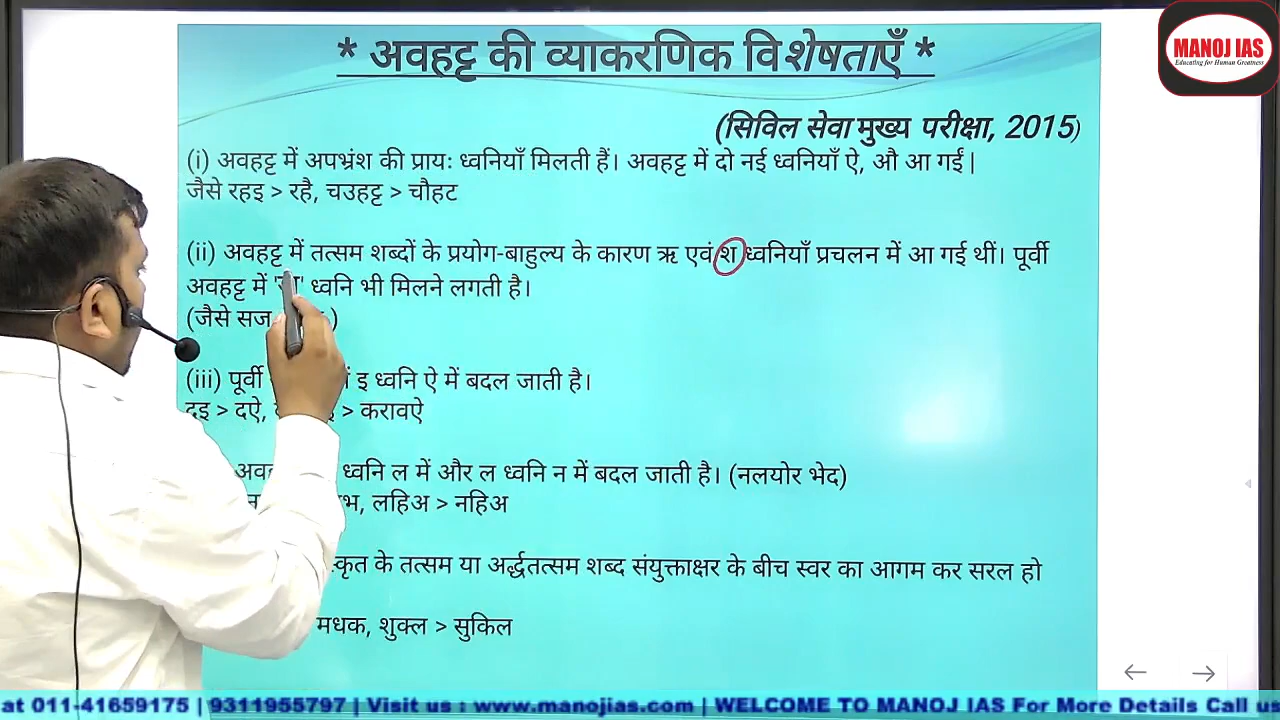 * अवहट्ट की व्याकरणिक विशेषताएँ *
MANOJ IAS
Educating for Human Greatness
(सिविल सेवा मुख्य परीक्षा, 2015)
(i) अवहट्ट में अपभ्रंश की प्रायः ध्वनियाँ मिलती हैं। अवहट्ट में दो नई ध्वनियाँ ऐ, औ आ गईं |
जैसे रहइ > रहै, चउहट्ट > चौहट
(ii) अवहट्ट में तत्सम शब्दों के प्रयोग-बाहुल्य के कारण ऋ एवं श ध्वनियाँ प्रचलन में आ गई थीं। पूर्वी
अवहट्ट में ध्वनि भी मिलने लगती है।
(जैसे सज )
(iii) पूर्वी इ ध्वनि ऐ में बदल जाती है।
दइ > दऐ, > करावऐ
ध्वनि ल में और ल ध्वनि न में बदल जाती है। (नलयोर भेद)
लहिअ > नहिअ
के तत्सम या अर्द्धतत्सम शब्द संयुक्ताक्षर के बीच स्वर का आगम कर सरल हो
मधक, शुक्ल > सुकिल
at 011-41659175 | 9311955797 | Visit us : www.manojias.com | WELCOME TO MANOJ IAS For More Details Call us